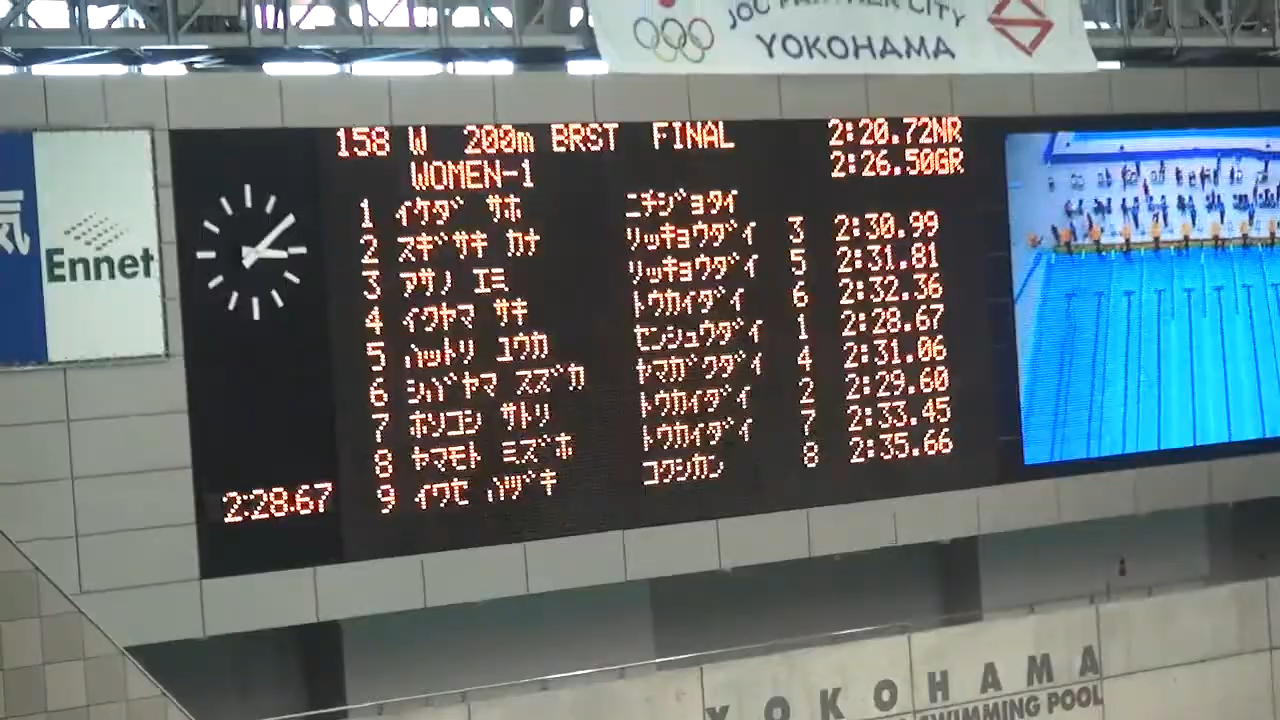 JOC PARTNER CITY
YOKOHAMA
気
Ennet
158 W 200m BRST FINAL 2:20.72NR
WOMEN-1 2:26.50GR
1 イケダ サホ ニチジョタイ
2 スギサキ カナ リッキョウダイ 3 2:30.99
3 アサノ エミ リッキョウダイ 5 2:31.81
4 イクヤマ サキ トウカイダイ 6 2:32.36
5 ハットリ ユウカ センシュウダイ 1 2:28.67
6 シバヤマ スズカ ヤマガクダイ 4 2:31.06
7 ホソコシ サトリ トウカイダイ 2 2:29.60
8 ヤマモト ミズホ トウカイダイ 7 2:33.45
2:28.67 9 イワセ ハヅキ コクシカン 8 2:35.66
YOKOHAMA
SWIMMING POOL